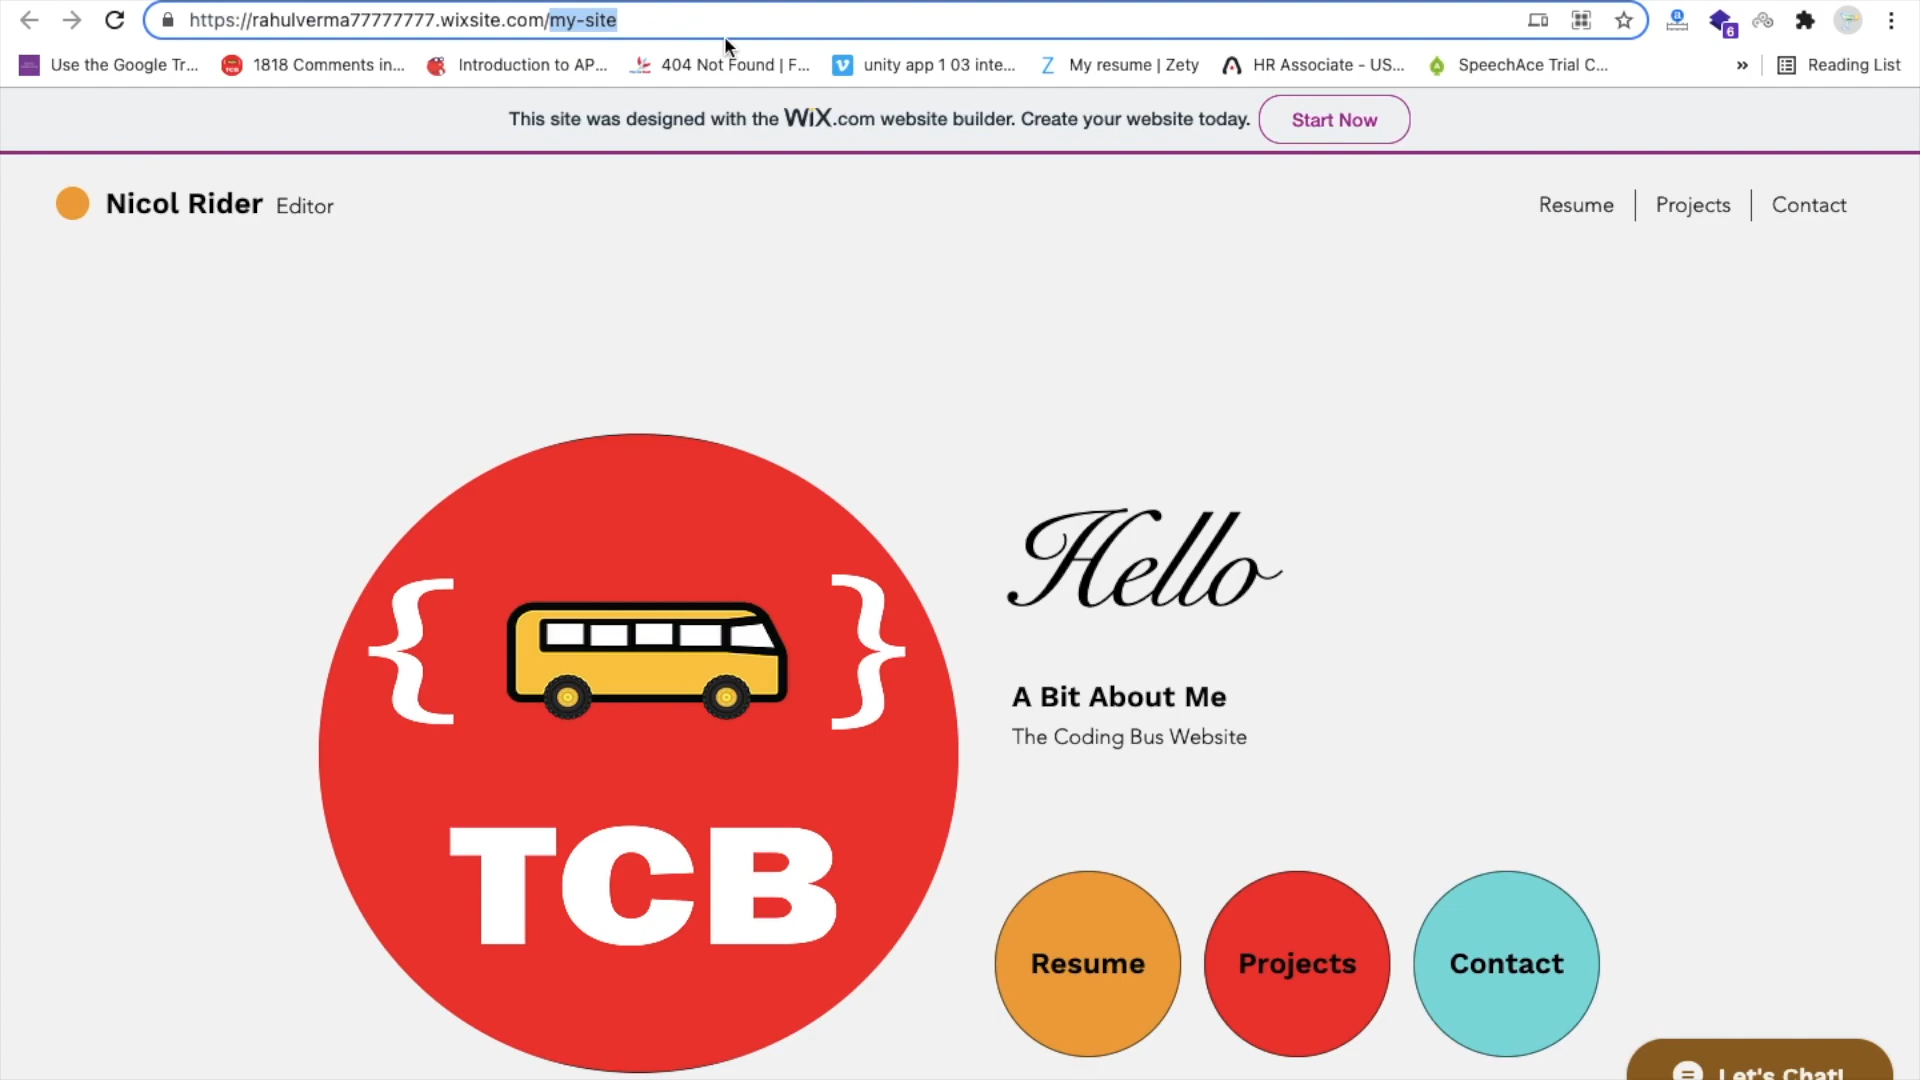 https://rahulverma77777777.wixsite.com/my-site
6
Use the Google Tr...
1818 Comments in...
Introduction to AP...
404 Not Found | F...
unity app 1 03 inte...
My resume | Zety
HR Associate - US...
SpeechAce Trial C...
»
Reading List
This site was designed with the WiX.com website builder. Create your website today. Start Now
Nicol Rider Editor
Resume | Projects | Contact
Hello
A Bit About Me
The Coding Bus Website
{ }
TCB
Resume
Projects
Contact
Let's Chat!